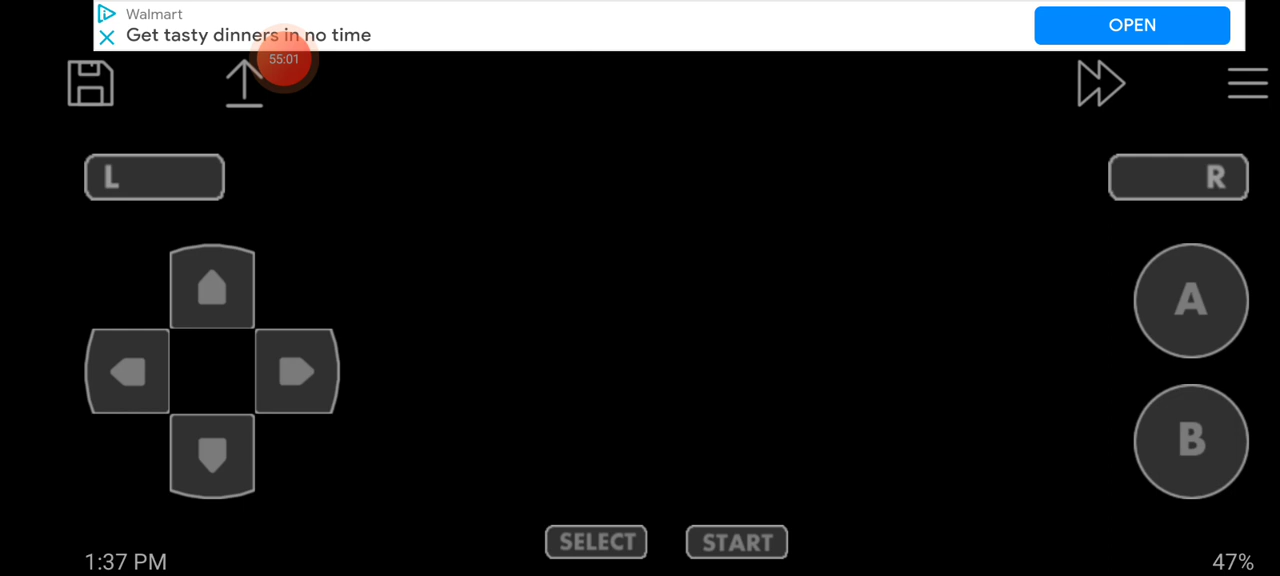 Walmart
Get tasty dinners in no time
OPEN
55:01
L
R
A
B
SELECT
START
1:37 PM
47%